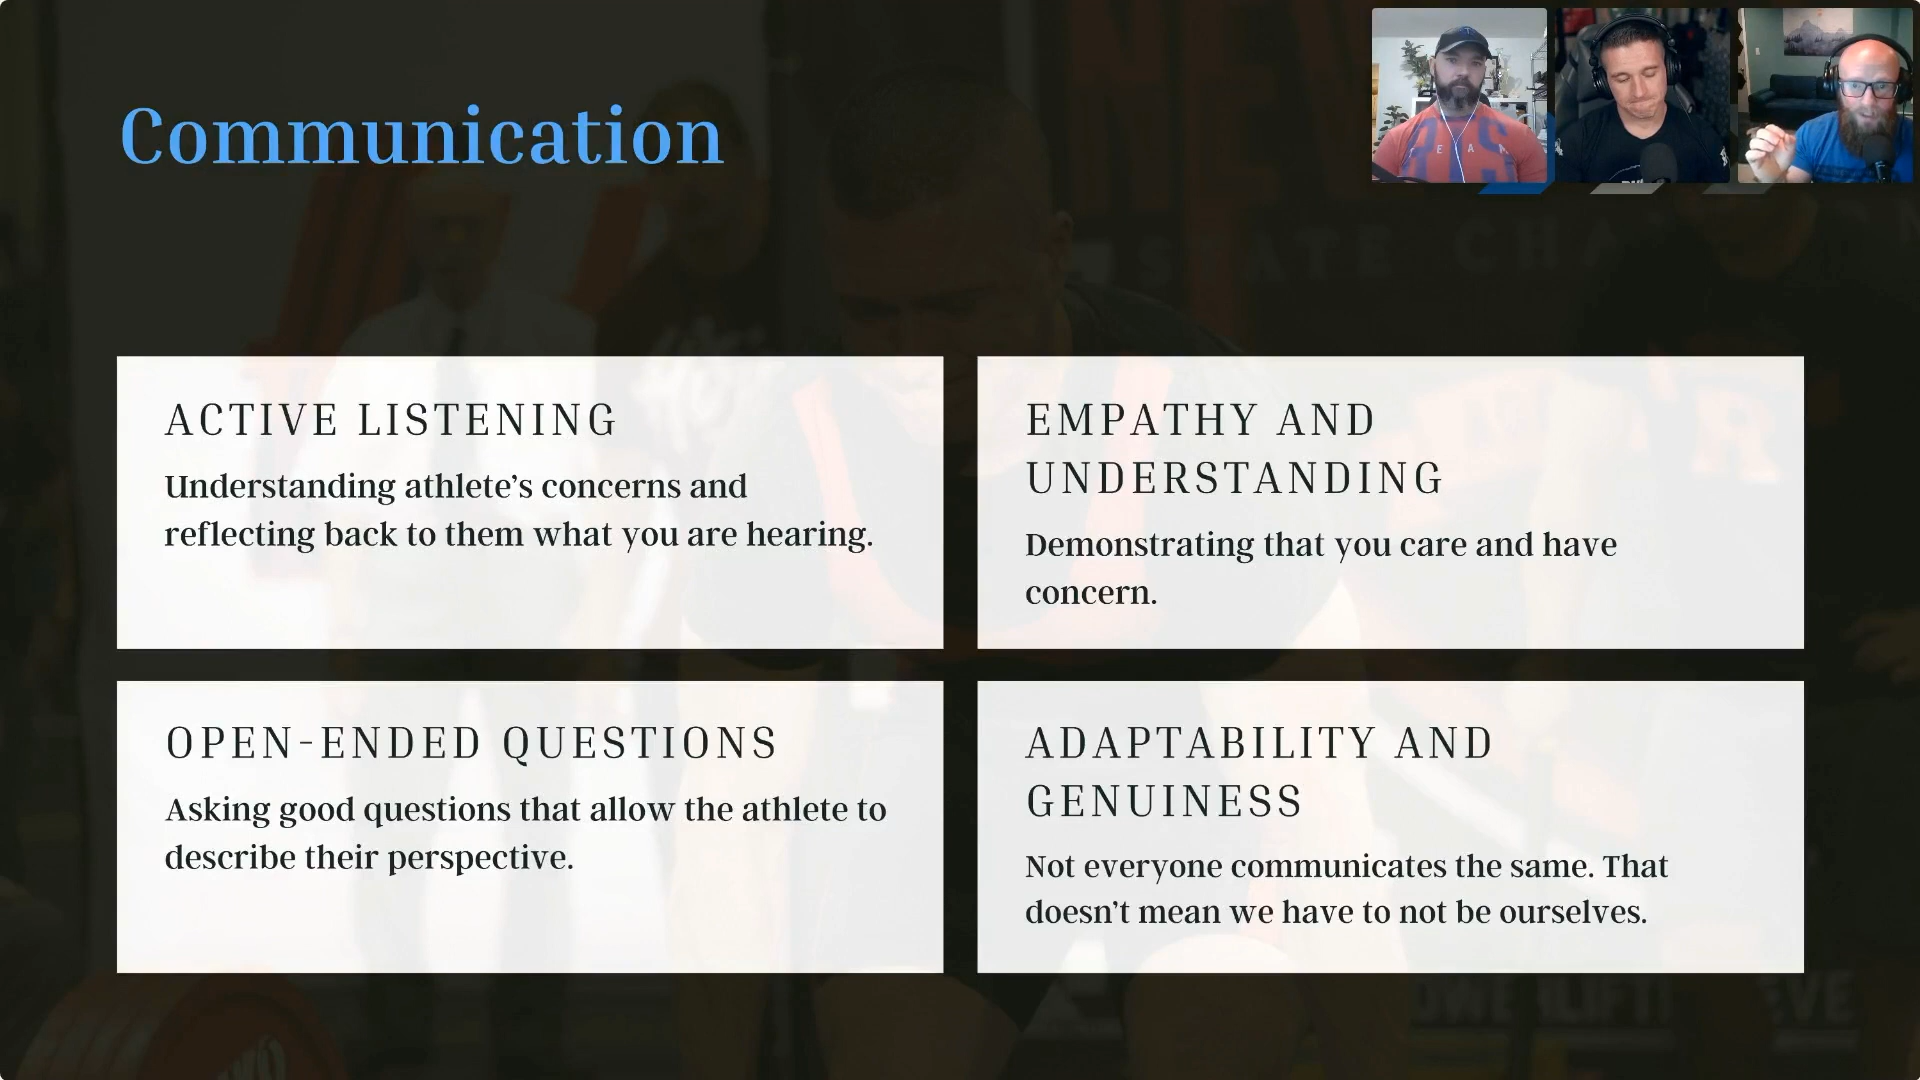 Communication
ACTIVE LISTENING
Understanding athlete’s concerns and
reflecting back to them what you are hearing.
EMPATHY AND
UNDERSTANDING
Demonstrating that you care and have
concern.
OPEN-ENDED QUESTIONS
Asking good questions that allow the athlete to
describe their perspective.
ADAPTABILITY AND
GENUINESS
Not everyone communicates the same. That
doesn’t mean we have to not be ourselves.
STATE